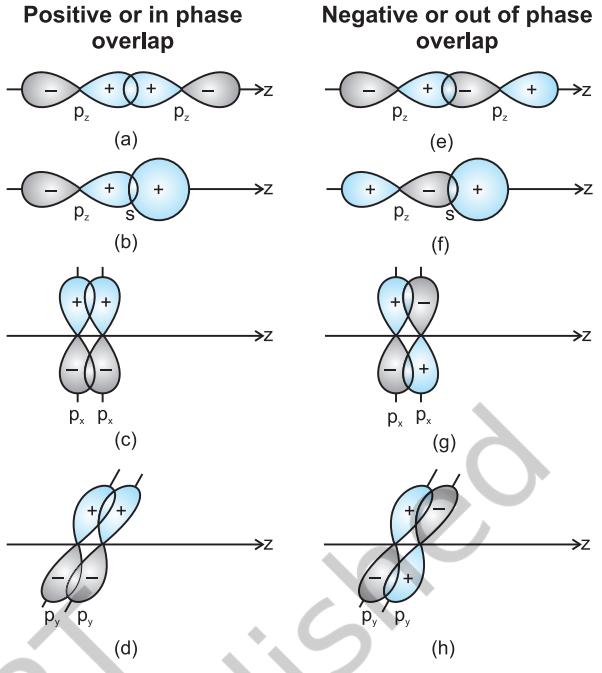 Positive or in phase
overlap
Negative or out of phase
overlap
− + + − z
p_z p_z
(a)
− + − + z
p_z p_z
(e)
− + + z
p_z s
(b)
+ − + z
p_z s
(f)
+ +
z
− −
p_x p_x
(c)
+ −
z
− +
p_x p_x
(g)
+ +
z
− −
p_y p_y
(d)
+ −
z
− +
p_y p_y
(h)